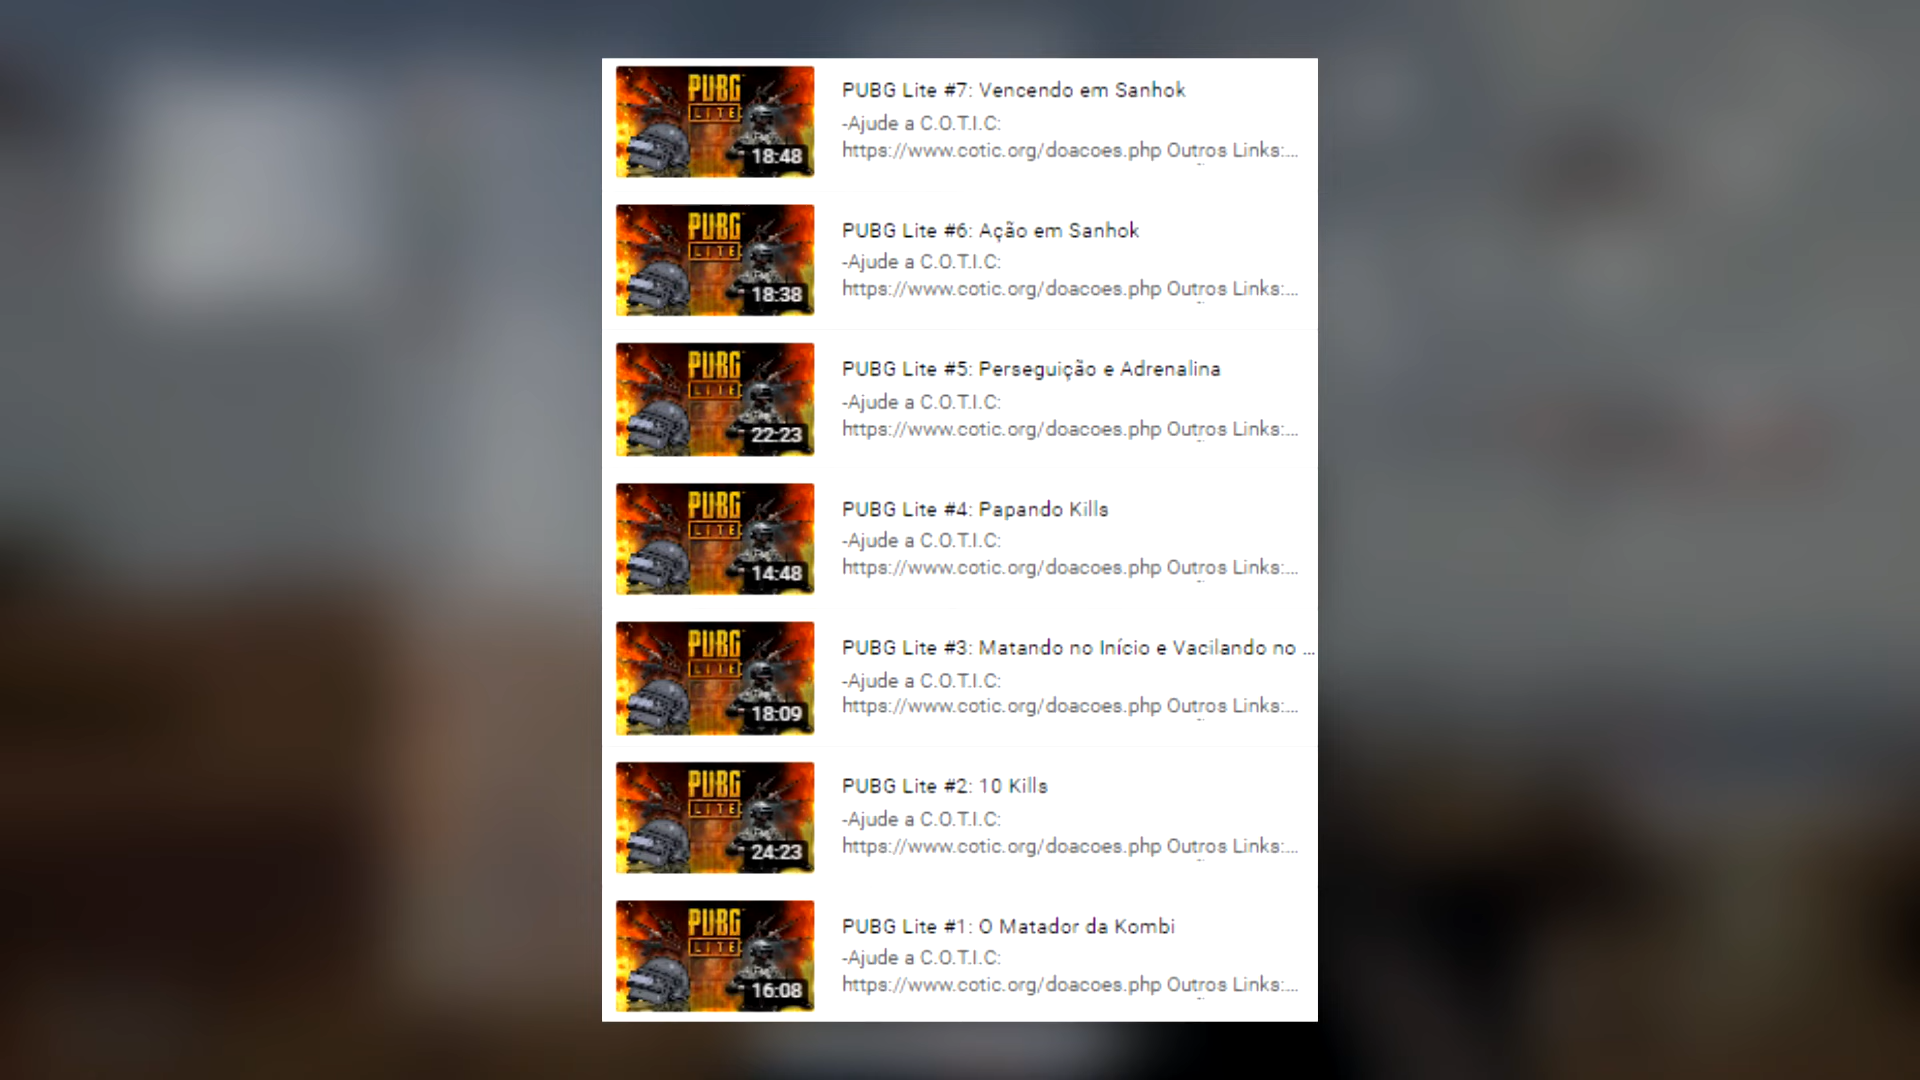 PUBG
LITE
18:48
PUBG Lite #7: Vencendo em Sanhok
-Ajude a C.O.T.I.C:
https://www.cotic.org/doacoes.php Outros Links:...
PUBG
LITE
18:38
PUBG Lite #6: Ação em Sanhok
-Ajude a C.O.T.I.C:
https://www.cotic.org/doacoes.php Outros Links:...
PUBG
LITE
22:23
PUBG Lite #5: Perseguição e Adrenalina
-Ajude a C.O.T.I.C:
https://www.cotic.org/doacoes.php Outros Links:...
PUBG
LITE
14:48
PUBG Lite #4: Papando Kills
-Ajude a C.O.T.I.C:
https://www.cotic.org/doacoes.php Outros Links:...
PUBG
LITE
18:09
PUBG Lite #3: Matando no Início e Vacilando no ...
-Ajude a C.O.T.I.C:
https://www.cotic.org/doacoes.php Outros Links:...
PUBG
LITE
24:23
PUBG Lite #2: 10 Kills
-Ajude a C.O.T.I.C:
https://www.cotic.org/doacoes.php Outros Links:...
PUBG
LITE
16:08
PUBG Lite #1: O Matador da Kombi
-Ajude a C.O.T.I.C:
https://www.cotic.org/doacoes.php Outros Links:...